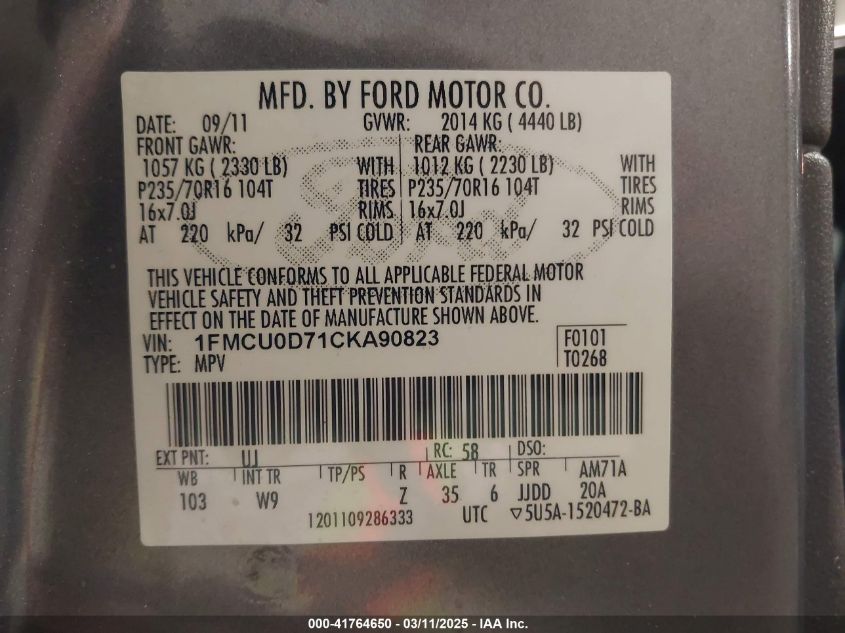 MFD. BY FORD MOTOR CO.
DATE: 09/11 GVWR: 2014 KG ( 4440 LB)
FRONT GAWR: REAR GAWR:
1057 KG ( 2330 LB) WITH 1012 KG ( 2230 LB) WITH
P235/70R16 104T TIRES P235/70R16 104T TIRES
16x7.0J RIMS 16x7.0J RIMS
AT 220 kPa/ 32 PSI COLD AT 220 kPa/ 32 PSI COLD
THIS VEHICLE CONFORMS TO ALL APPLICABLE FEDERAL MOTOR
VEHICLE SAFETY AND THEFT PREVENTION STANDARDS IN
EFFECT ON THE DATE OF MANUFACTURE SHOWN ABOVE.
VIN: 1FMCU0D71CKA90823 F0101
TYPE: MPV T0268
EXT PNT: UJ RC: 58 DSO:
WB INT TR TP/PS R AXLE TR SPR AM71A
103 W9 Z 35 6 JJDD 20A
1201109286333 UTC ▽5U5A-1520472-BA
000-41764650 - 03/11/2025 - IAA Inc.